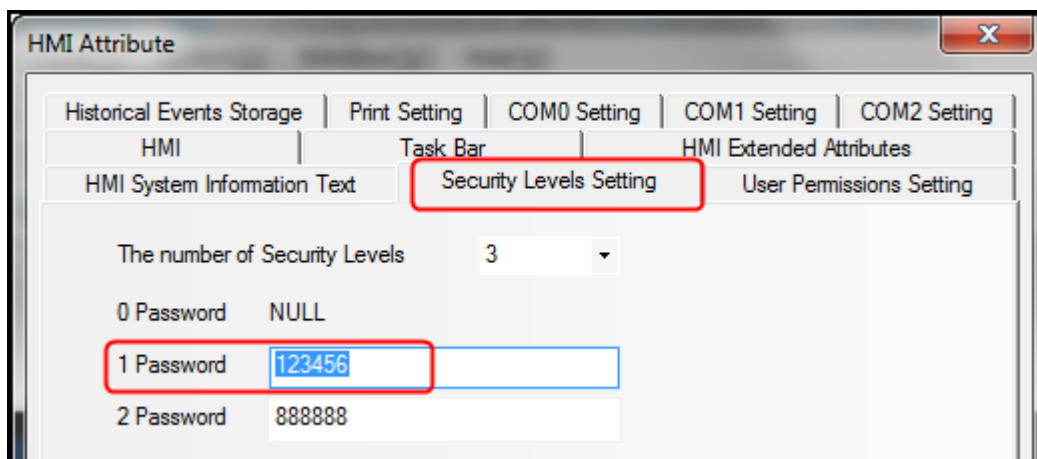 HMI Attribute
Historical Events Storage Print Setting COM0 Setting COM1 Setting COM2 Setting
HMI Task Bar HMI Extended Attributes
HMI System Information Text Security Levels Setting User Permissions Setting
The number of Security Levels 3
0 Password NULL
1 Password 123456
2 Password 888888